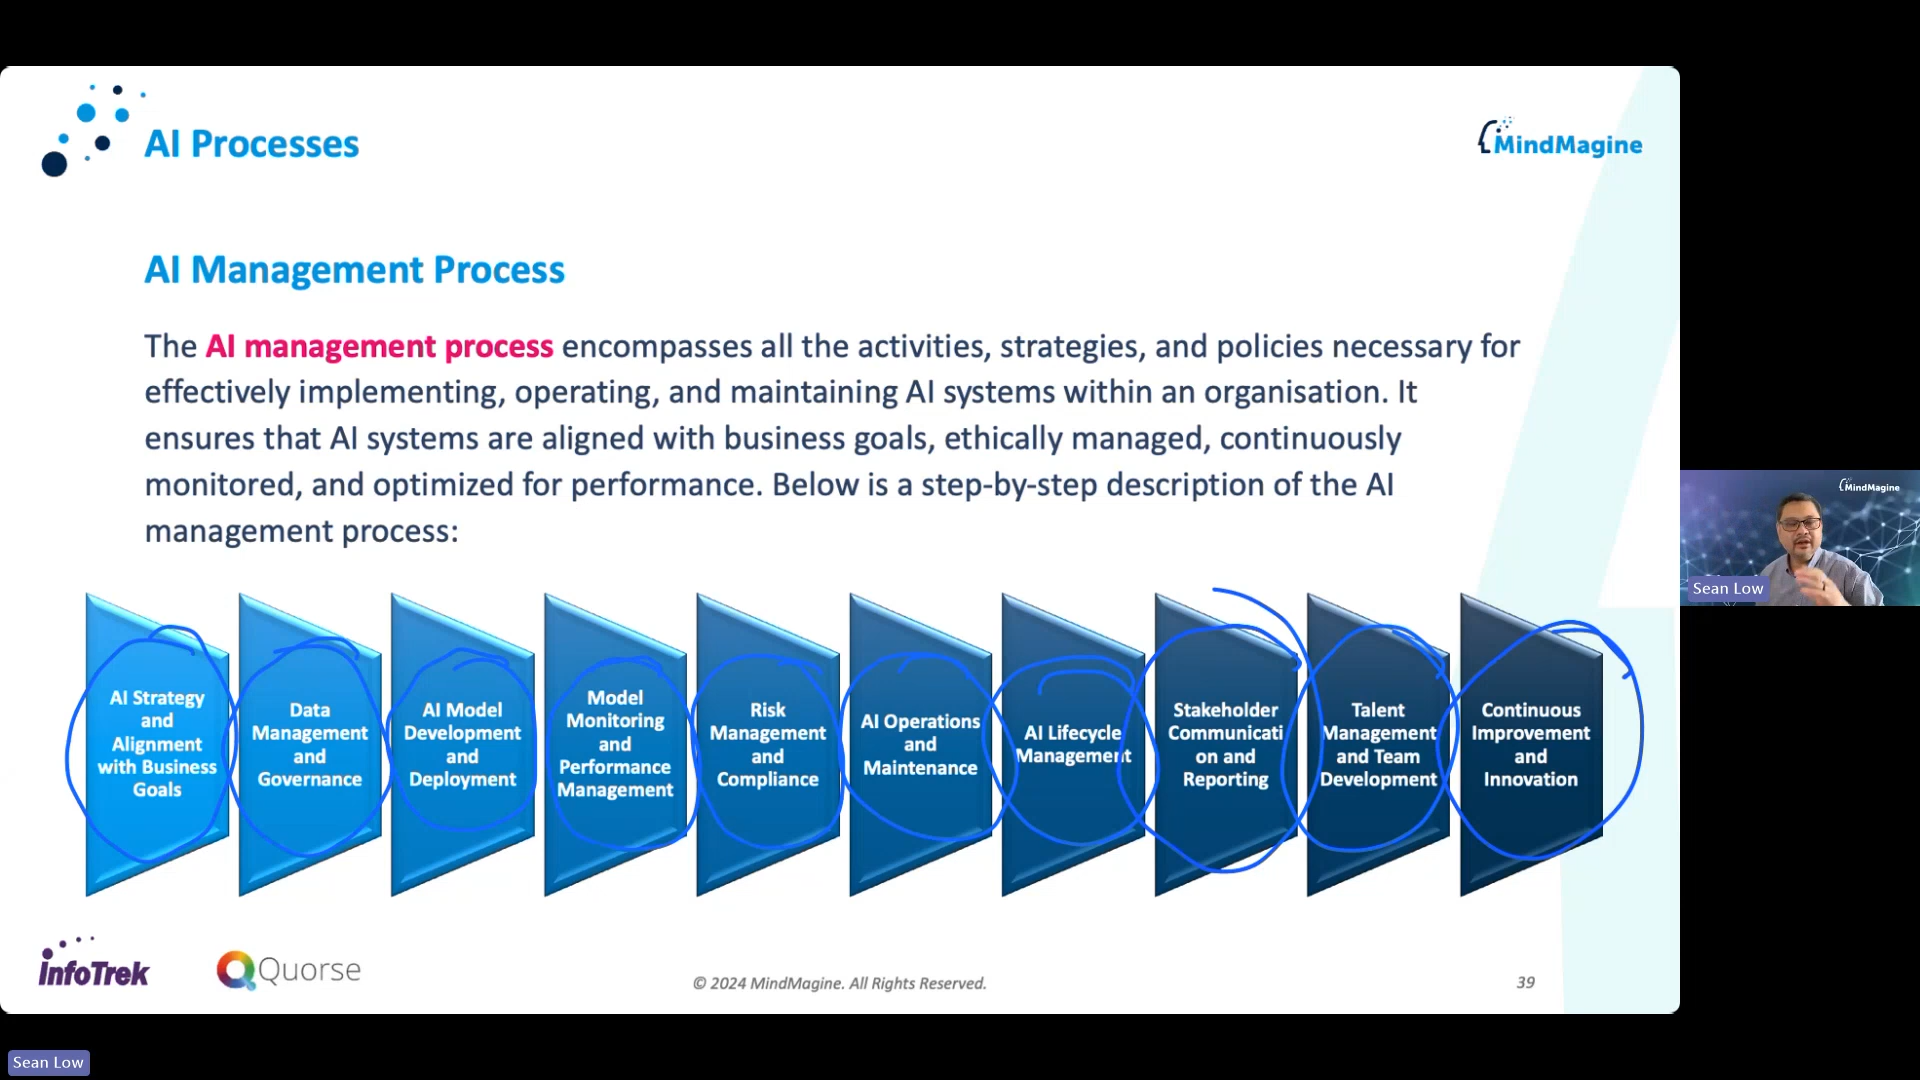 AI Processes
MindMagine
AI Management Process
The AI management process encompasses all the activities, strategies, and policies necessary for
effectively implementing, operating, and maintaining AI systems within an organisation. It
ensures that AI systems are aligned with business goals, ethically managed, continuously
monitored, and optimized for performance. Below is a step-by-step description of the AI
management process:
AI Strategy
and
Alignment
with Business
Goals
Data
Management
and
Governance
AI Model
Development
and
Deployment
Model
Monitoring
and
Performance
Management
Risk
Management
and
Compliance
AI Operations
and
Maintenance
AI Lifecycle
Management
Stakeholder
Communicati
on and
Reporting
Talent
Management
and Team
Development
Continuous
Improvement
and
Innovation
MindMagine
Sean Low
InfoTrek
Quorse
© 2024 MindMagine. All Rights Reserved.
39
Sean Low